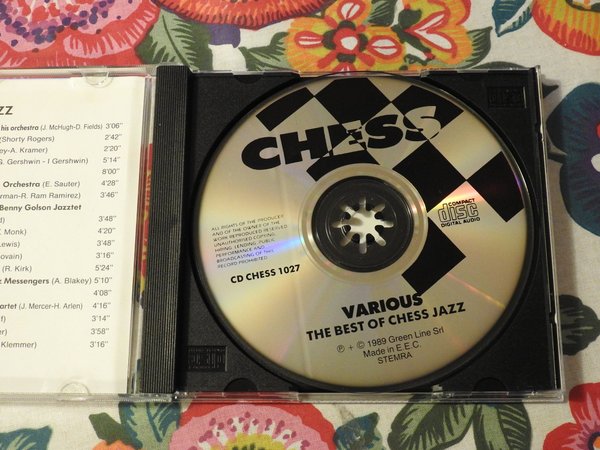 ZZ
his orchestra (J. McHugh-D. Fields) 3'06"
(Shorty Rogers) 2'42"
ey-A. Kramer) 2'20"
G. Gershwin - I Gershwin) 5'14"
8'00"
Orchestra (E. Sauter) 4'28"
rman-R. Ram Ramirez) 3'46"
Benny Golson Jazztet
d) 3'48"
T. Monk) 4'20"
Lewis) 3'48"
ovain) 3'16"
(R. Kirk) 5'24"
z Messengers (A. Blakey) 5'10"
4'08"
artet (J. Mercer-H. Arlen) 4'16"
f) 3'14"
er) 3'58"
Klemmer) 4'16"
CHESS
COMPACT
disc
DIGITAL AUDIO
ALL RIGHTS OF THE PRODUCER
AND OF THE OWNER OF THE
WORK REPRODUCED RESERVED
UNAUTHORISED COPYING,
HIRING, LENDING, PUBLIC
PERFORMANCE AND
BROADCASTING OF THIS
RECORD PROHIBITED
CD CHESS 1027
VARIOUS
THE BEST OF CHESS JAZZ
℗ + © 1989 Green Line Srl
Made in E.E.C.
STEMRA